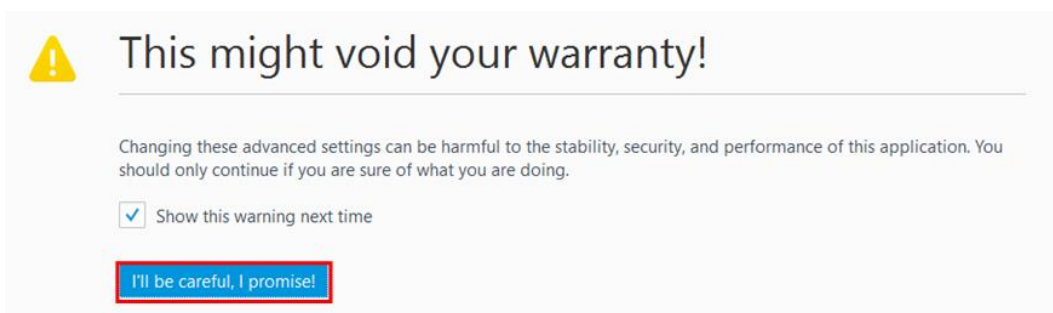 This might void your warranty!
Changing these advanced settings can be harmful to the stability, security, and performance of this application. You
should only continue if you are sure of what you are doing.
Show this warning next time
I'll be careful, I promise!